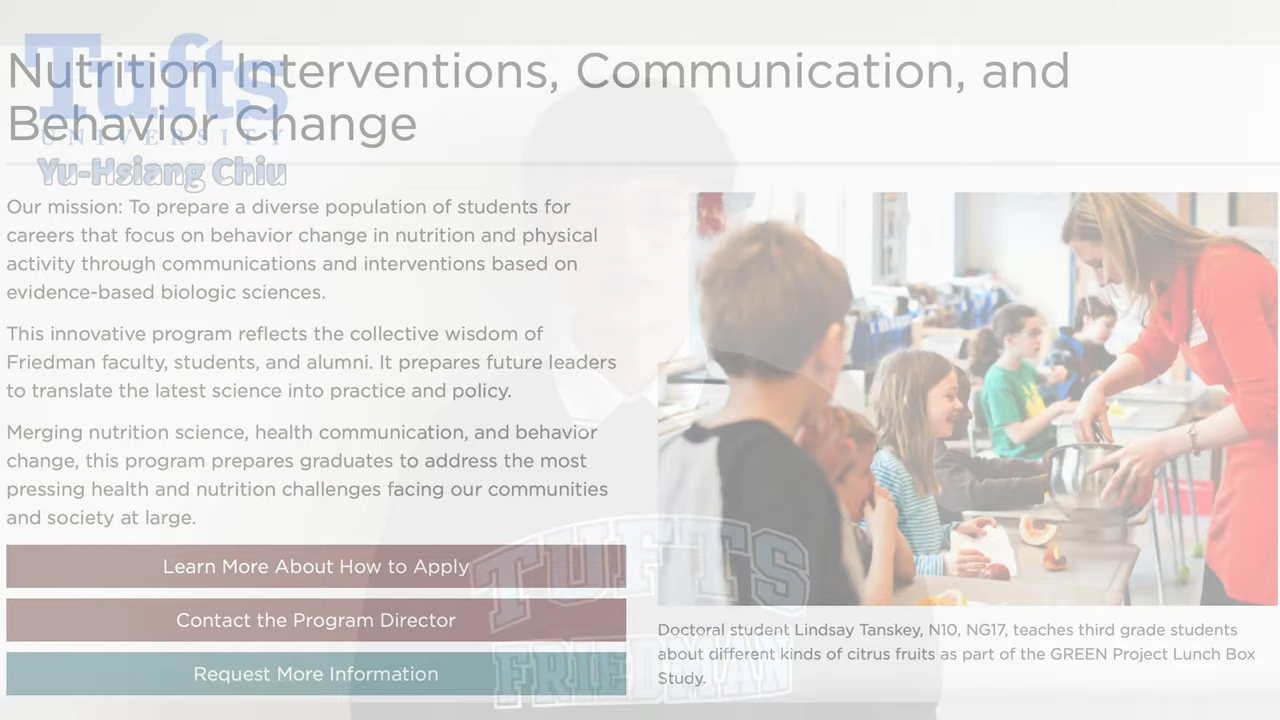 Tufts
UNIVERSITY
Yu-Hsiang Chiu
Nutrition Interventions, Communication, and
Behavior Change
Our mission: To prepare a diverse population of students for
careers that focus on behavior change in nutrition and physical
activity through communications and interventions based on
evidence-based biologic sciences.
This innovative program reflects the collective wisdom of
Friedman faculty, students, and alumni. It prepares future leaders
to translate the latest science into practice and policy.
Merging nutrition science, health communication, and behavior
change, this program prepares graduates to address the most
pressing health and nutrition challenges facing our communities
and society at large.
Learn More About How to Apply
Contact the Program Director
Request More Information
Doctoral student Lindsay Tanskey, N10, NG17, teaches third grade students
about different kinds of citrus fruits as part of the GREEN Project Lunch Box
Study.
TUFTS
FRIEDMAN